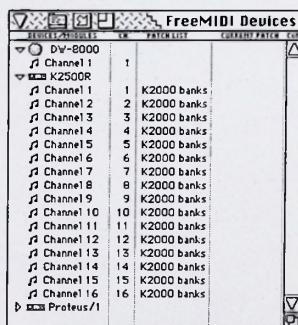 FreeMIDI Devices
DEVICES/MODULES CH. PATCH LIST CURRENT PATCH
DW-8000
Channel 1 1
K2500R
Channel 1 1 K2000 banks
Channel 2 2 K2000 banks
Channel 3 3 K2000 banks
Channel 4 4 K2000 banks
Channel 5 5 K2000 banks
Channel 6 6 K2000 banks
Channel 7 7 K2000 banks
Channel 8 8 K2000 banks
Channel 9 9 K2000 banks
Channel 10 10 K2000 banks
Channel 11 11 K2000 banks
Channel 12 12 K2000 banks
Channel 13 13 K2000 banks
Channel 14 14 K2000 banks
Channel 15 15 K2000 banks
Channel 16 16 K2000 banks
Proteus/1